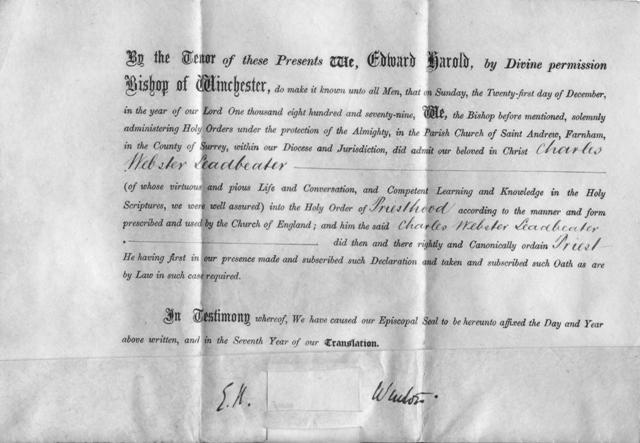 By the Tenor of these Presents We, Edward Harold, by Divine permission
Bishop of Winchester, do make it known unto all Men, that on Sunday, the Twenty-first day of December,
in the year of our Lord One thousand eight hundred and seventy-nine, We, the Bishop before mentioned, solemnly
administering Holy Orders under the protection of the Almighty, in the Parish Church of Saint Andrew, Farnham,
in the County of Surrey, within our Diocese and Jurisdiction, did admit our beloved in Christ Charles
Webster Leadbeater
(of whose virtuous and pious Life and Conversation, and Competent Learning and Knowledge in the Holy
Scriptures, we were well assured) into the Holy Order of Priesthood according to the manner and form
prescribed and used by the Church of England; and him the said Charles Webster Leadbeater
did then and there rightly and Canonically ordain Priest
He having first in our presence made and subscribed such Declaration and taken and subscribed such Oath as are
by Law in such case required.
In Testimony whereof, We have caused our Episcopal Seal to be hereunto affixed the Day and Year
above written, and in the Seventh Year of our Translation.
E. H. Winton.